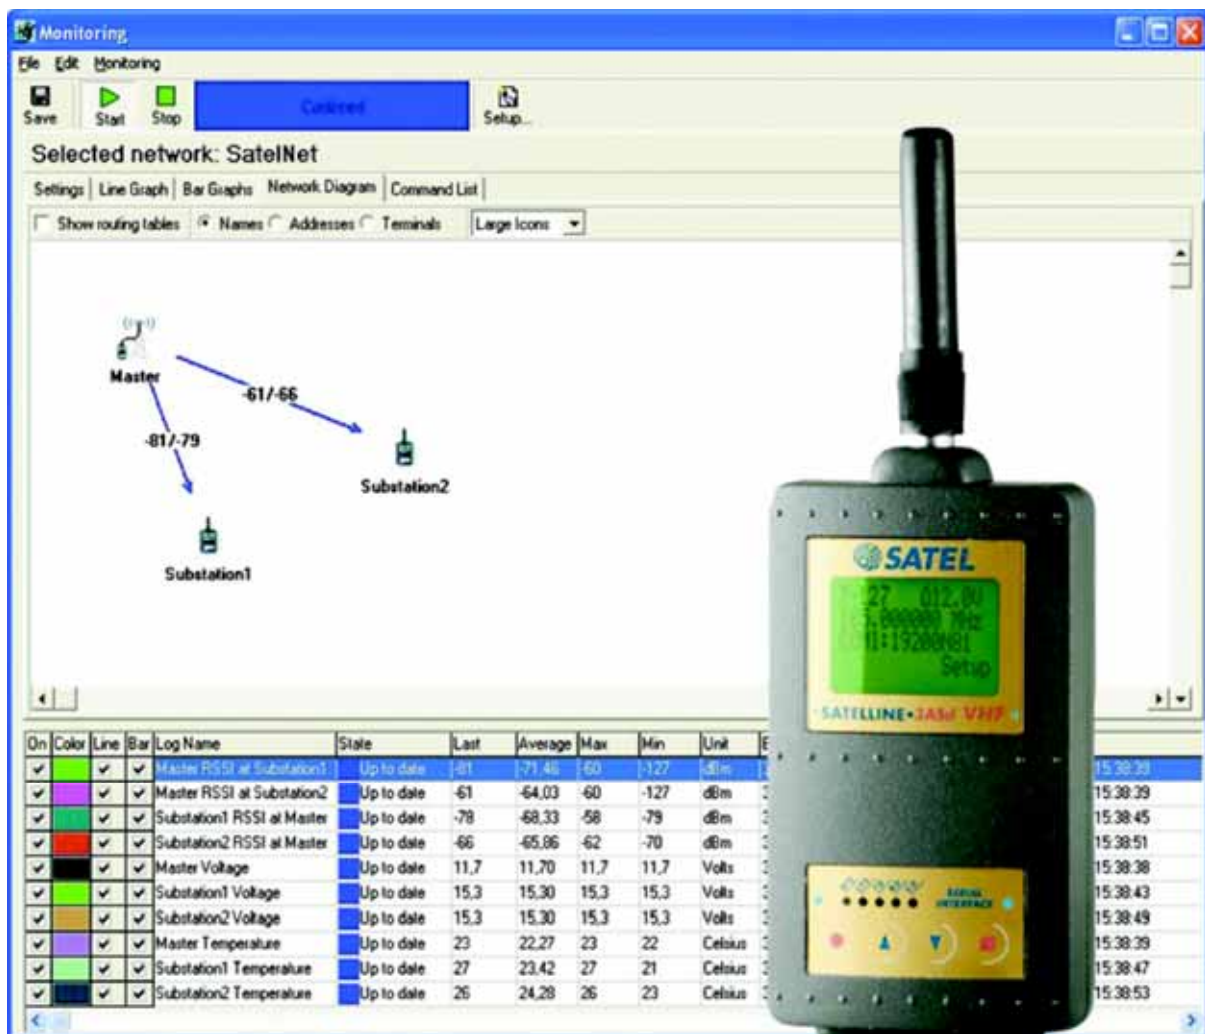 Monitoring
File Edit Monitoring
Save Start Stop Confirmed Setup...
Selected network: SatelNet
Settings Line Graph Bar Graphs Network Diagram Command List
Show routing tables Names Addresses Terminals Large Icons
Master
-61/-66
-81/-79
Substation2
Substation1
SATEL
012.0V
000000 MHz
19200N81
Setup
SATELLINE-3ASd VHF
SERIAL
INTERFACE
On Color Line Bar Log Name State Last Average Max Min Unit
Master RSSI at Substation1 Up to date -81 -71,46 -60 -127 dBm 15:38:39
Master RSSI at Substation2 Up to date -61 -64,03 -60 -127 dBm 15:38:39
Substation1 RSSI at Master Up to date -78 -68,33 -58 -79 dBm 15:38:45
Substation2 RSSI at Master Up to date -66 -65,86 -62 -70 dBm 15:38:51
Master Voltage Up to date 11,7 11,70 11,7 11,7 Volts 15:38:38
Substation1 Voltage Up to date 15,3 15,30 15,3 15,3 Volts 15:38:43
Substation2 Voltage Up to date 15,3 15,30 15,3 15,3 Volts 15:38:49
Master Temperature Up to date 23 22,27 23 22 Celsius 15:38:39
Substation1 Temperature Up to date 27 23,42 27 21 Celsius 15:38:47
Substation2 Temperature Up to date 26 24,28 26 23 Celsius 15:38:53